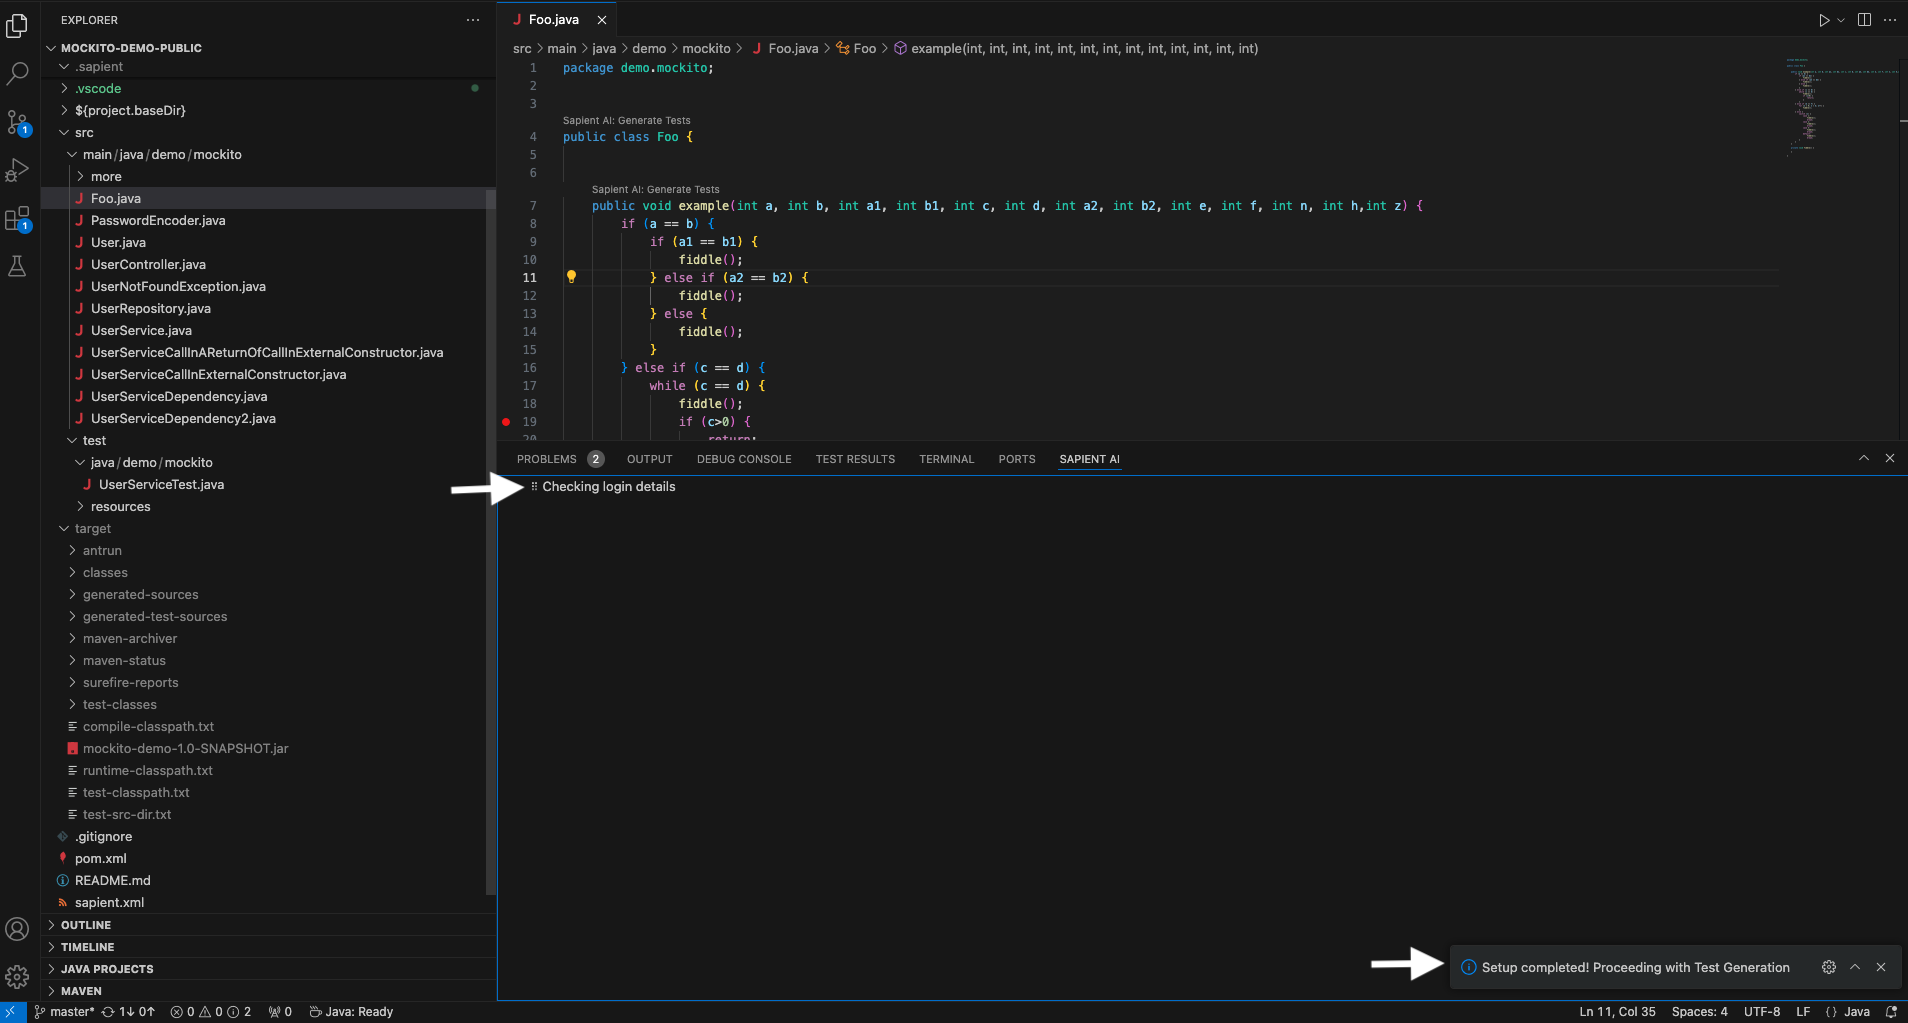 EXPLORER
MOCKITO-DEMO-PUBLIC
.sapient
.vscode
${project.baseDir}
src
main/java/demo/mockito
more
Foo.java
PasswordEncoder.java
User.java
UserController.java
UserNotFoundException.java
UserRepository.java
UserService.java
UserServiceCallInAReturnOfCallInExternalConstructor.java
UserServiceCallInExternalConstructor.java
UserServiceDependency.java
UserServiceDependency2.java
test
java/demo/mockito
UserServiceTest.java
resources
target
antrun
classes
generated-sources
generated-test-sources
maven-archiver
maven-status
surefire-reports
test-classes
compile-classpath.txt
mockito-demo-1.0-SNAPSHOT.jar
runtime-classpath.txt
test-classpath.txt
test-src-dir.txt
.gitignore
pom.xml
README.md
sapient.xml
OUTLINE
TIMELINE
JAVA PROJECTS
MAVEN
1
1
Foo.java
src > main > java > demo > mockito > Foo.java > Foo > example(int, int, int, int, int, int, int, int, int, int, int, int, int)
1 package demo.mockito;
2
3
Sapient AI: Generate Tests
4 public class Foo {
5
6
Sapient AI: Generate Tests
7 public void example(int a, int b, int a1, int b1, int c, int d, int a2, int b2, int e, int f, int n, int h,int z) {
8 if (a == b) {
9 if (a1 == b1) {
10 fiddle();
11 } else if (a2 == b2) {
12 fiddle();
13 } else {
14 fiddle();
15 }
16 } else if (c == d) {
17 while (c == d) {
18 fiddle();
19 if (c>0) {
20 return;
PROBLEMS 2 OUTPUT DEBUG CONSOLE TEST RESULTS TERMINAL PORTS SAPIENT AI
Checking login details
Setup completed! Proceeding with Test Generation
master* 1↓ 0↑ 0 0 2 0 Java: Ready
Ln 11, Col 35 Spaces: 4 UTF-8 LF {} Java